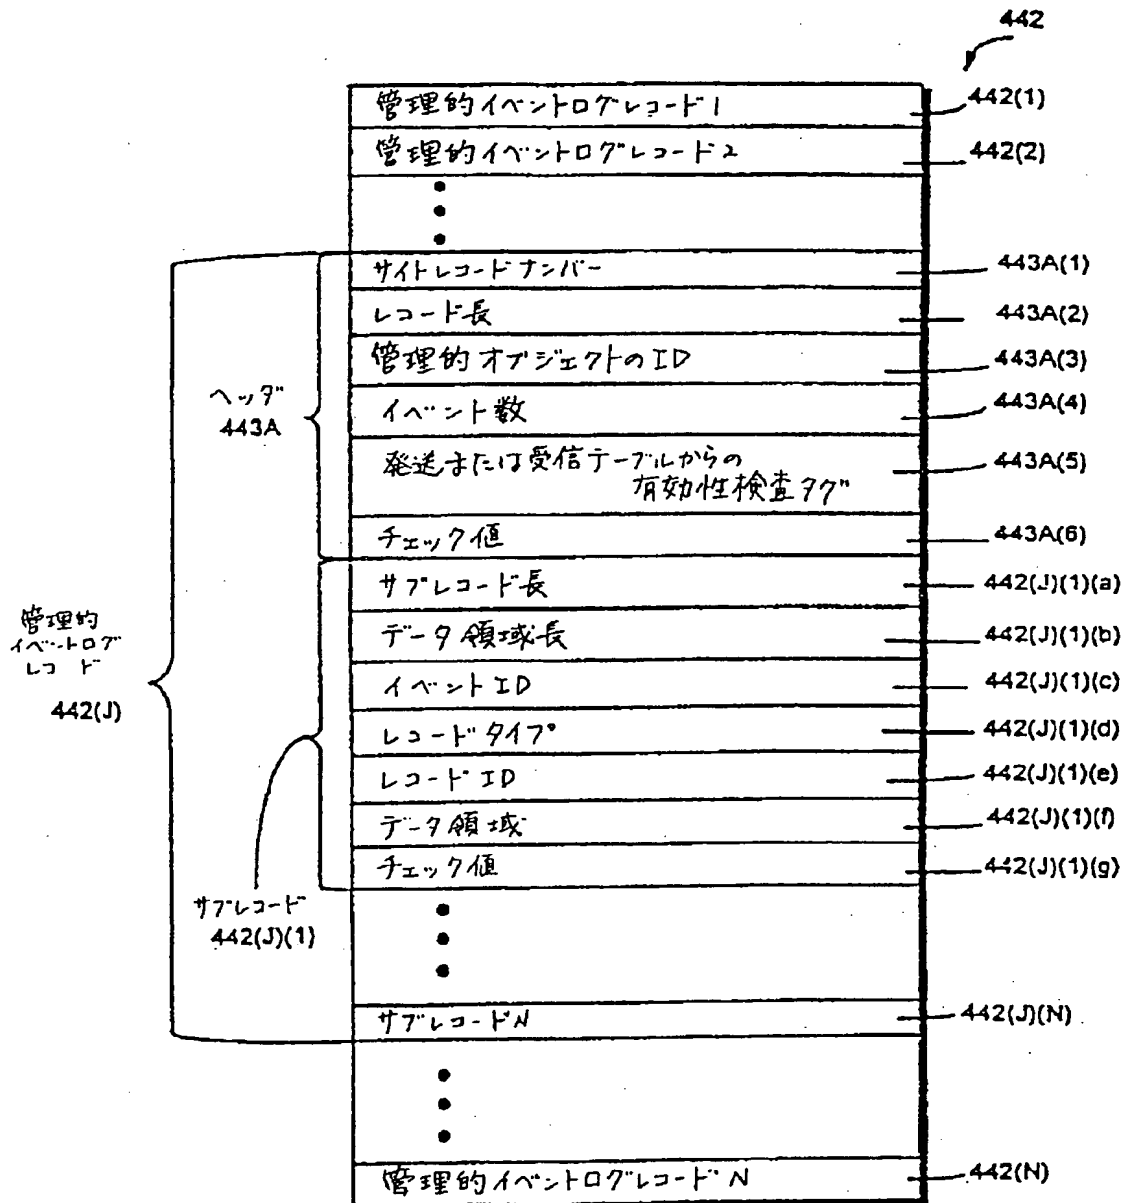 442
管理的イベントログレコード1
442(1)
管理的イベントログレコード2
442(2)
サイトレコードナンバー
443A(1)
レコード長
443A(2)
管理的オブジェクトのID
443A(3)
ヘッダ
443A
イベント数
443A(4)
発送または受信テーブルからの
有効性検査タグ
443A(5)
チェック値
443A(6)
サブレコード長
442(J)(1)(a)
データ領域長
442(J)(1)(b)
管理的
イベントログ
レコード
442(J)
イベントID
442(J)(1)(c)
レコードタイプ
442(J)(1)(d)
レコードID
442(J)(1)(e)
データ領域
442(J)(1)(f)
チェック値
442(J)(1)(g)
サブレコード
442(J)(1)
サブレコードN
442(J)(N)
管理的イベントログレコードN
442(N)